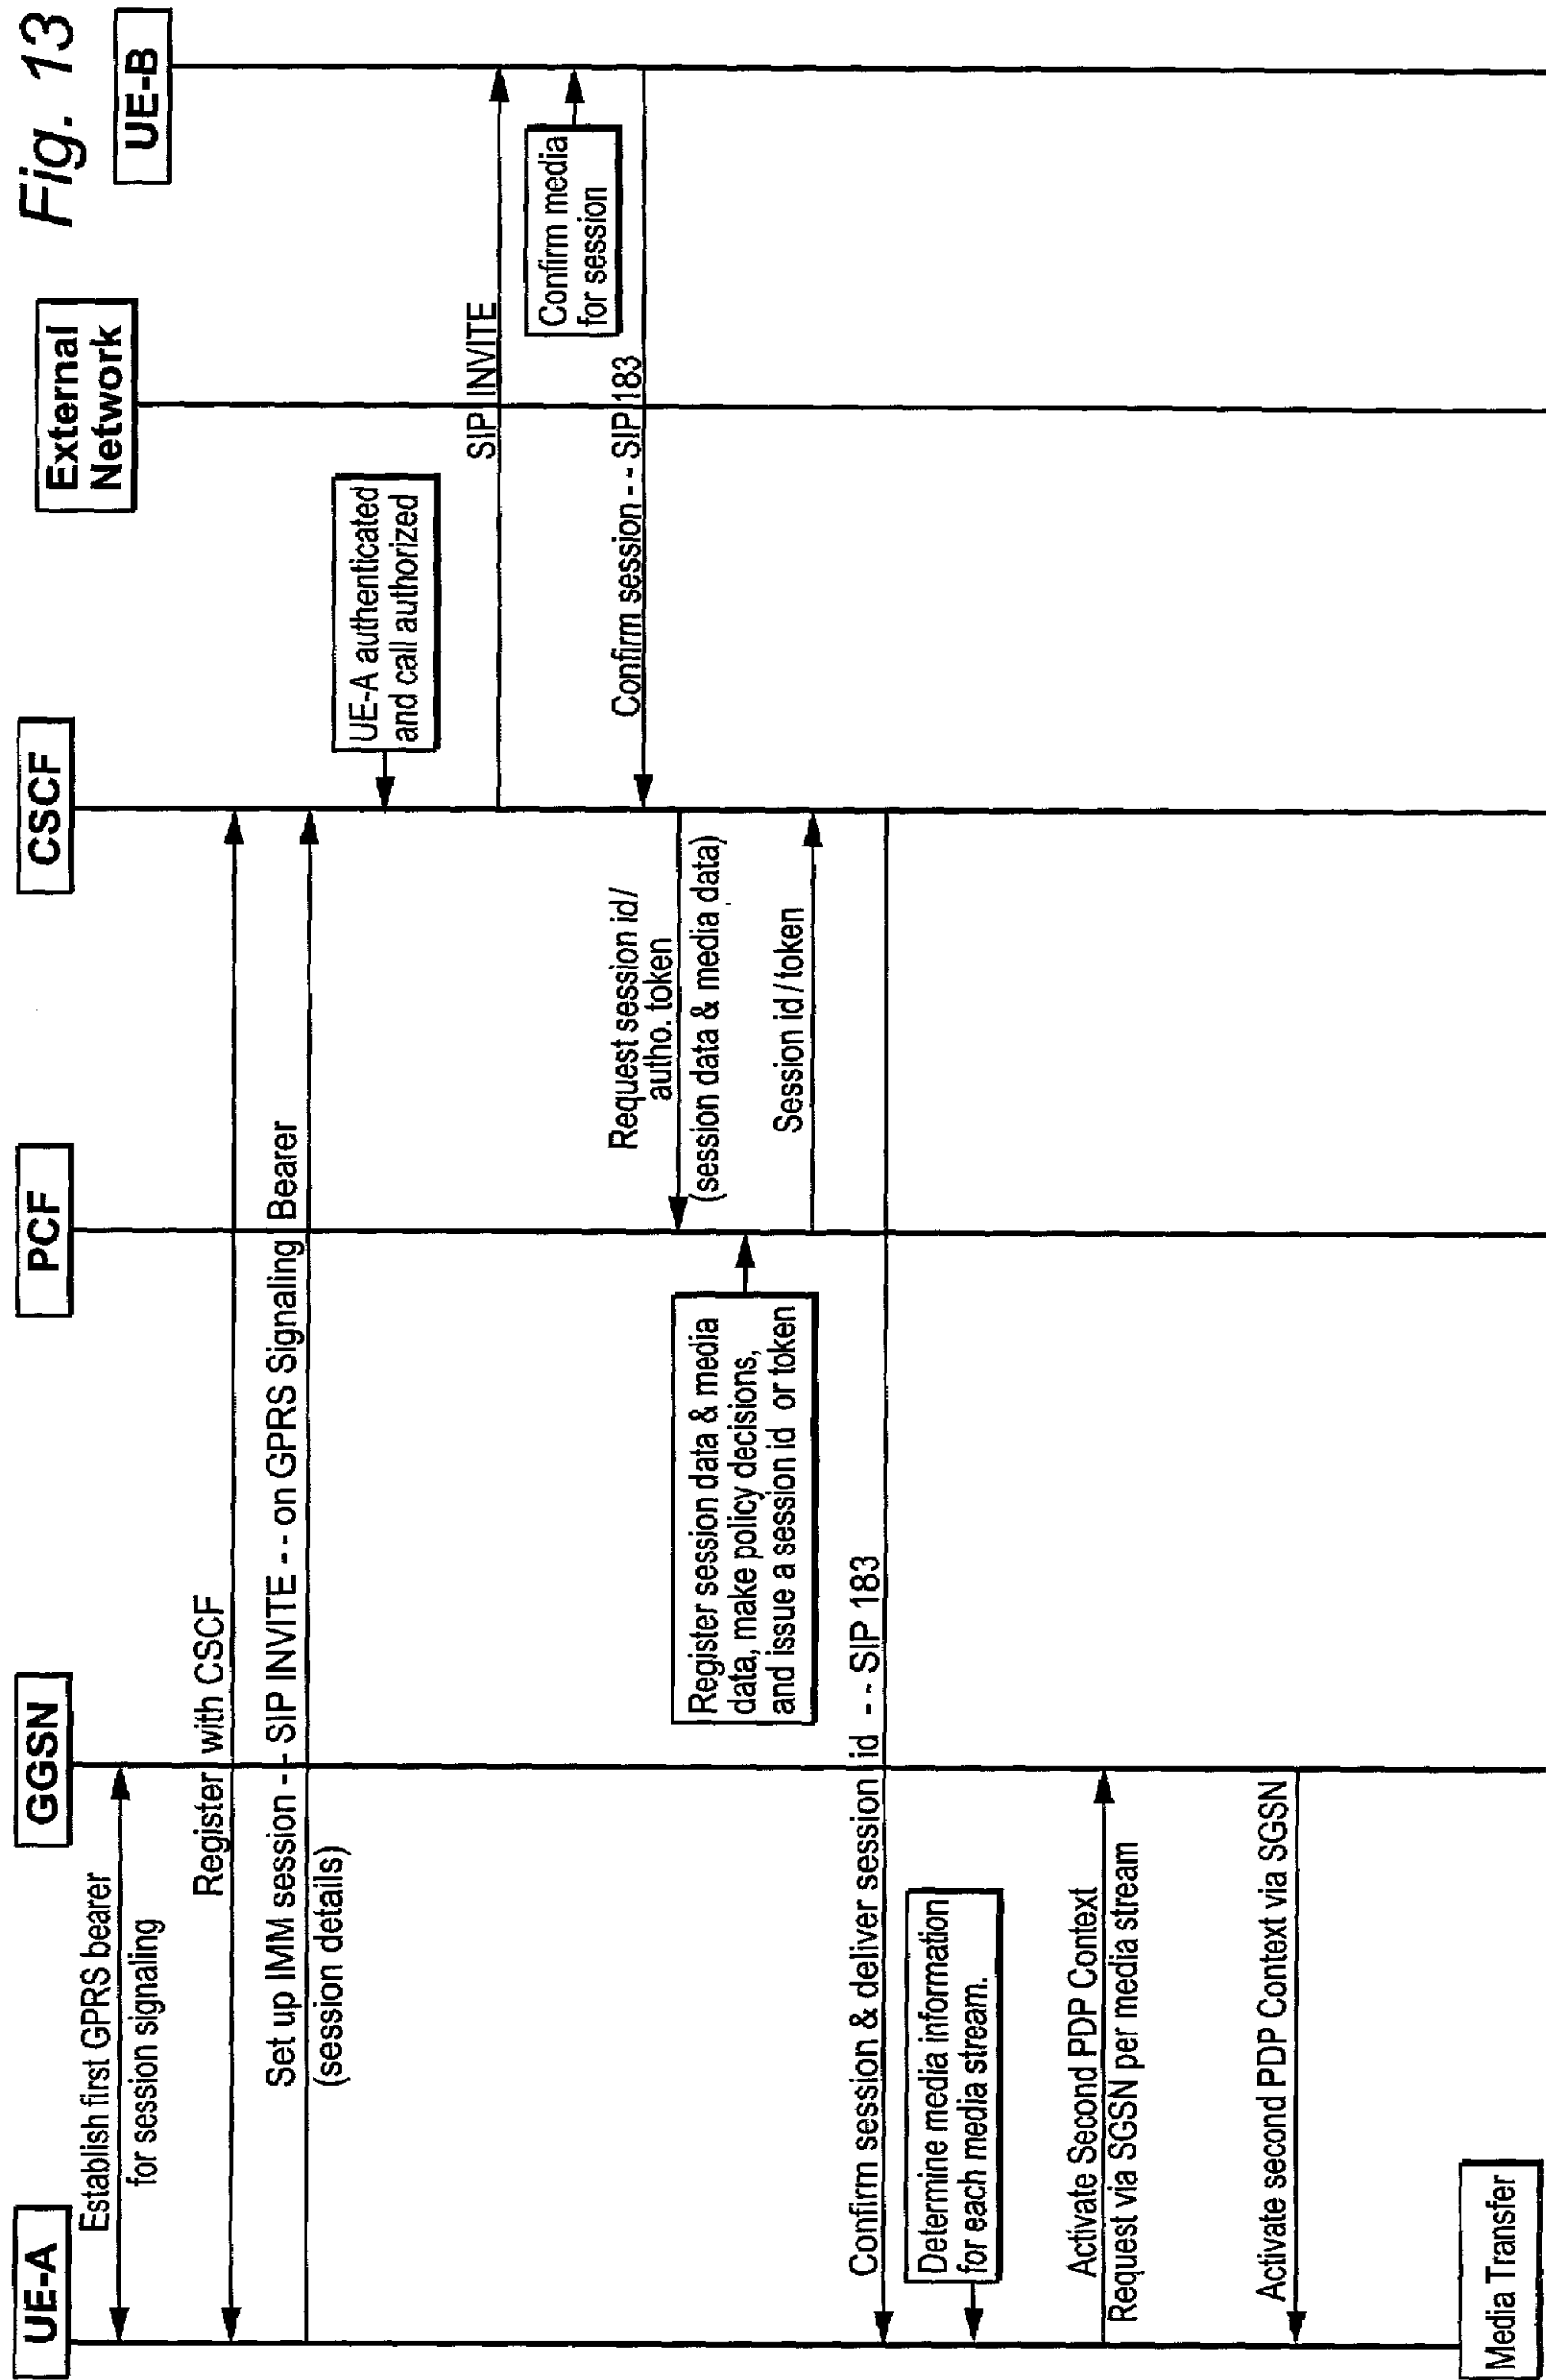 Fig. 13
UE-A
GGSN
PCF
CSCF
External
Network
UE-B
Establish first GPRS bearer
for session signaling
Register with CSCF
Set up IMM session - - SIP INVITE - - on GPRS Signaling Bearer
(session details)
UE-A authenticated
and call authorized
SIP INVITE
Confirm media
for session
Confirm session - - SIP 183
Request session id/
autho. token
(session data & media data)
Register session data & media
data, make policy decisions,
and issue a session id or token
Session id / token
Confirm session & deliver session id - - SIP 183
Determine media information
for each media stream.
Activate Second PDP Context
Request via SGSN per media stream
Activate second PDP Context via SGSN
Media Transfer